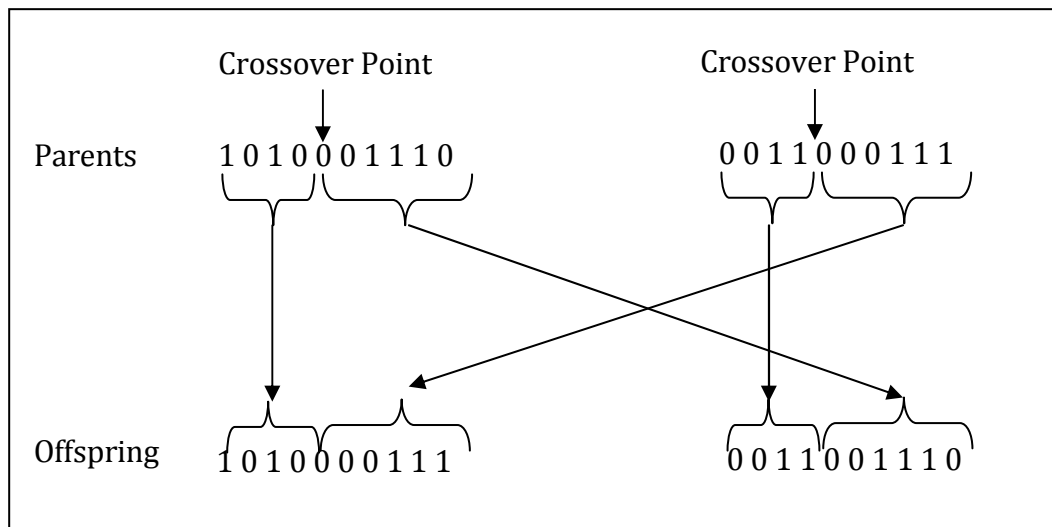 Crossover Point Crossover Point
Parents 1 0 1 0 0 0 1 1 1 0 0 0 1 1 0 0 0 1 1 1
Offspring 1 0 1 0 0 0 0 1 1 1 0 0 1 1 0 0 1 1 1 0